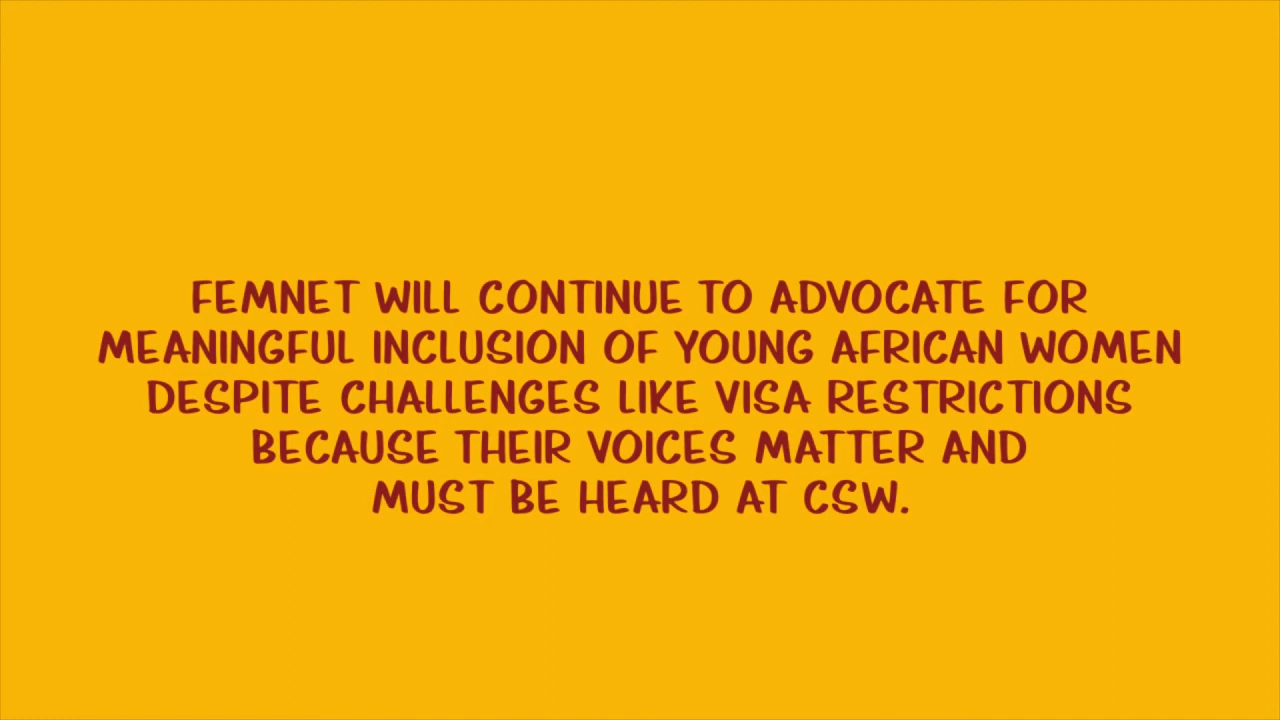 FEMNET WILL CONTINUE TO ADVOCATE FOR
MEANINGFUL INCLUSION OF YOUNG AFRICAN WOMEN
DESPITE CHALLENGES LIKE VISA RESTRICTIONS
BECAUSE THEIR VOICES MATTER AND
MUST BE HEARD AT CSW.